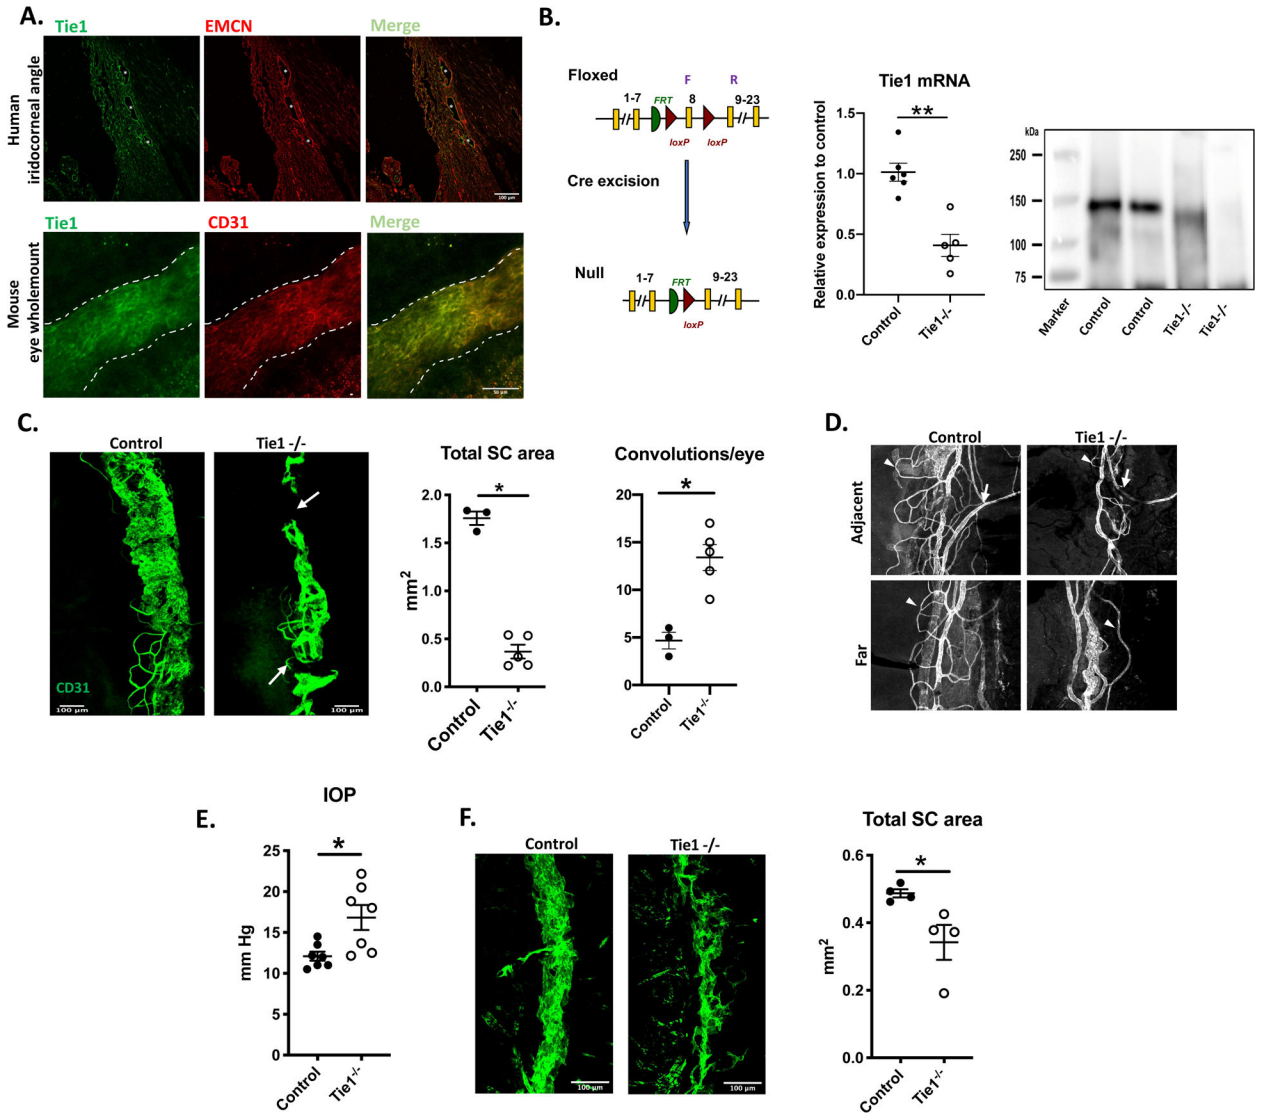 A.
Tie1
EMCN
Merge
Human
iridocorneal angle
100 μm
Tie1
CD31
Merge
Mouse
eye wholemount
50 μm
B.
Floxed
F
R
1-7
FRT
8
9-23
loxP
loxP
Cre excision
Null
1-7
FRT
9-23
loxP
Tie1 mRNA
**
Relative expression to control
1.5
1.0
0.5
0.0
Control
Tie1-/-
kDa
250
150
100
75
Marker
Control
Control
Tie1-/-
Tie1-/-
C.
Control
Tie1 -/-
CD31
100 μm
100 μm
Total SC area
*
mm2
2.0
1.5
1.0
0.5
0.0
Control
Tie1-/-
Convolutions/eye
*
20
15
10
5
0
Control
Tie1-/-
D.
Control
Tie1 -/-
Adjacent
Far
E.
IOP
*
mm Hg
25
20
15
10
5
0
Control
Tie1-/-
F.
Control
Tie1 -/-
100 μm
100 μm
Total SC area
*
mm2
0.6
0.4
0.2
0.0
Control
Tie1-/-